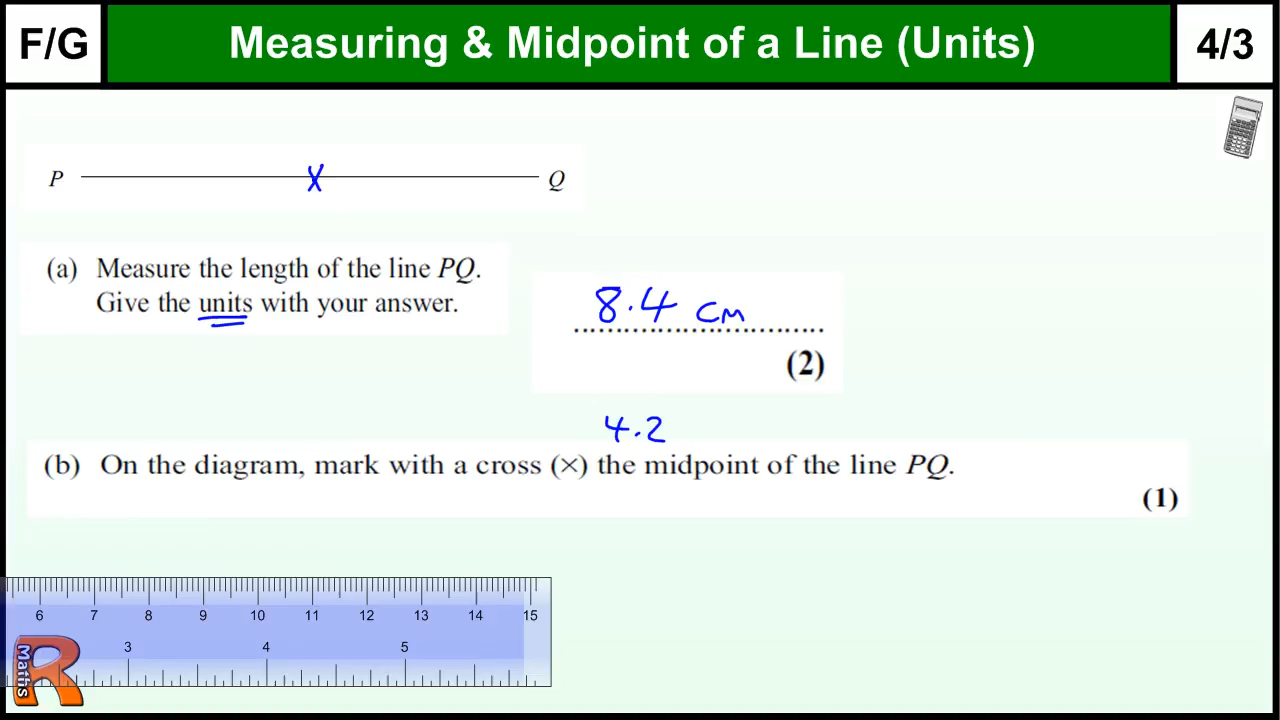 F/G Measuring & Midpoint of a Line (Units) 4/3
P × Q
(a) Measure the length of the line PQ.
Give the units with your answer.
8.4 cm
(2)
4.2
(b) On the diagram, mark with a cross (×) the midpoint of the line PQ.
(1)
6 7 8 9 10 11 12 13 14 15
3 4 5
R Maths